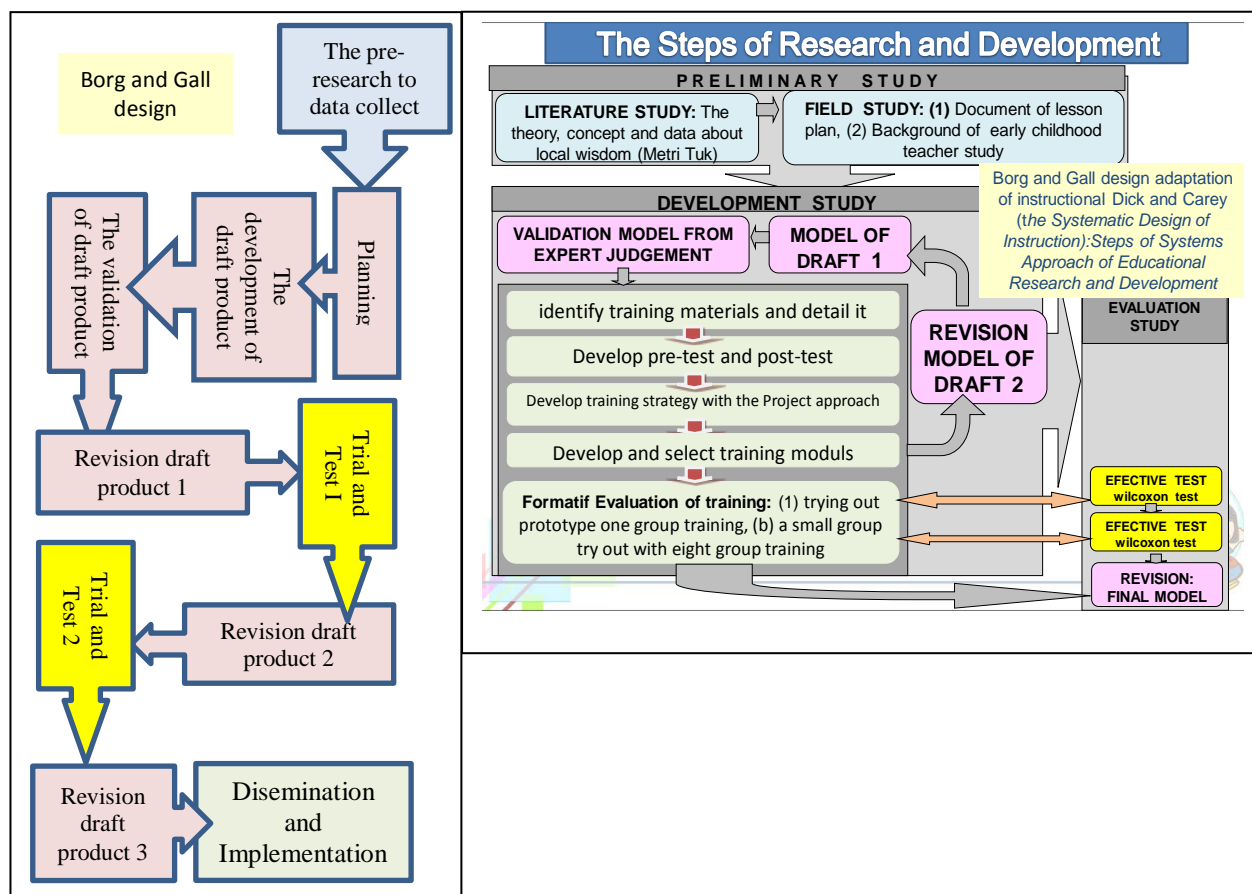 Borg and Gall
design
The pre-
research to
data collect
Planning
The
development of
draft product
The validation
of draft product
Revision draft
product 1
Trial and
Test I
Revision draft
product 2
Trial and
Test 2
Revision
draft
product 3
Disemination
and
Implementation
The Steps of Research and Development
PRELIMINARY STUDY
LITERATURE STUDY: The
theory, concept and data about
local wisdom (Metri Tuk)
FIELD STUDY: (1) Document of lesson
plan, (2) Background of early childhood
teacher study
Borg and Gall design adaptation
of instructional Dick and Carey
(the Systematic Design of
Instruction):Steps of Systems
Approach of Educational
Research and Development
DEVELOPMENT STUDY
VALIDATION MODEL FROM
EXPERT JUDGEMENT
MODEL OF
DRAFT 1
identify training materials and detail it
Develop pre-test and post-test
Develop training strategy with the Project approach
Develop and select training moduls
Formatif Evaluation of training: (1) trying out
prototype one group training, (b) a small group
try out with eight group training
REVISION
MODEL OF
DRAFT 2
EVALUATION
STUDY
EFECTIVE TEST
wilcoxon test
EFECTIVE TEST
wilcoxon test
REVISION:
FINAL MODEL